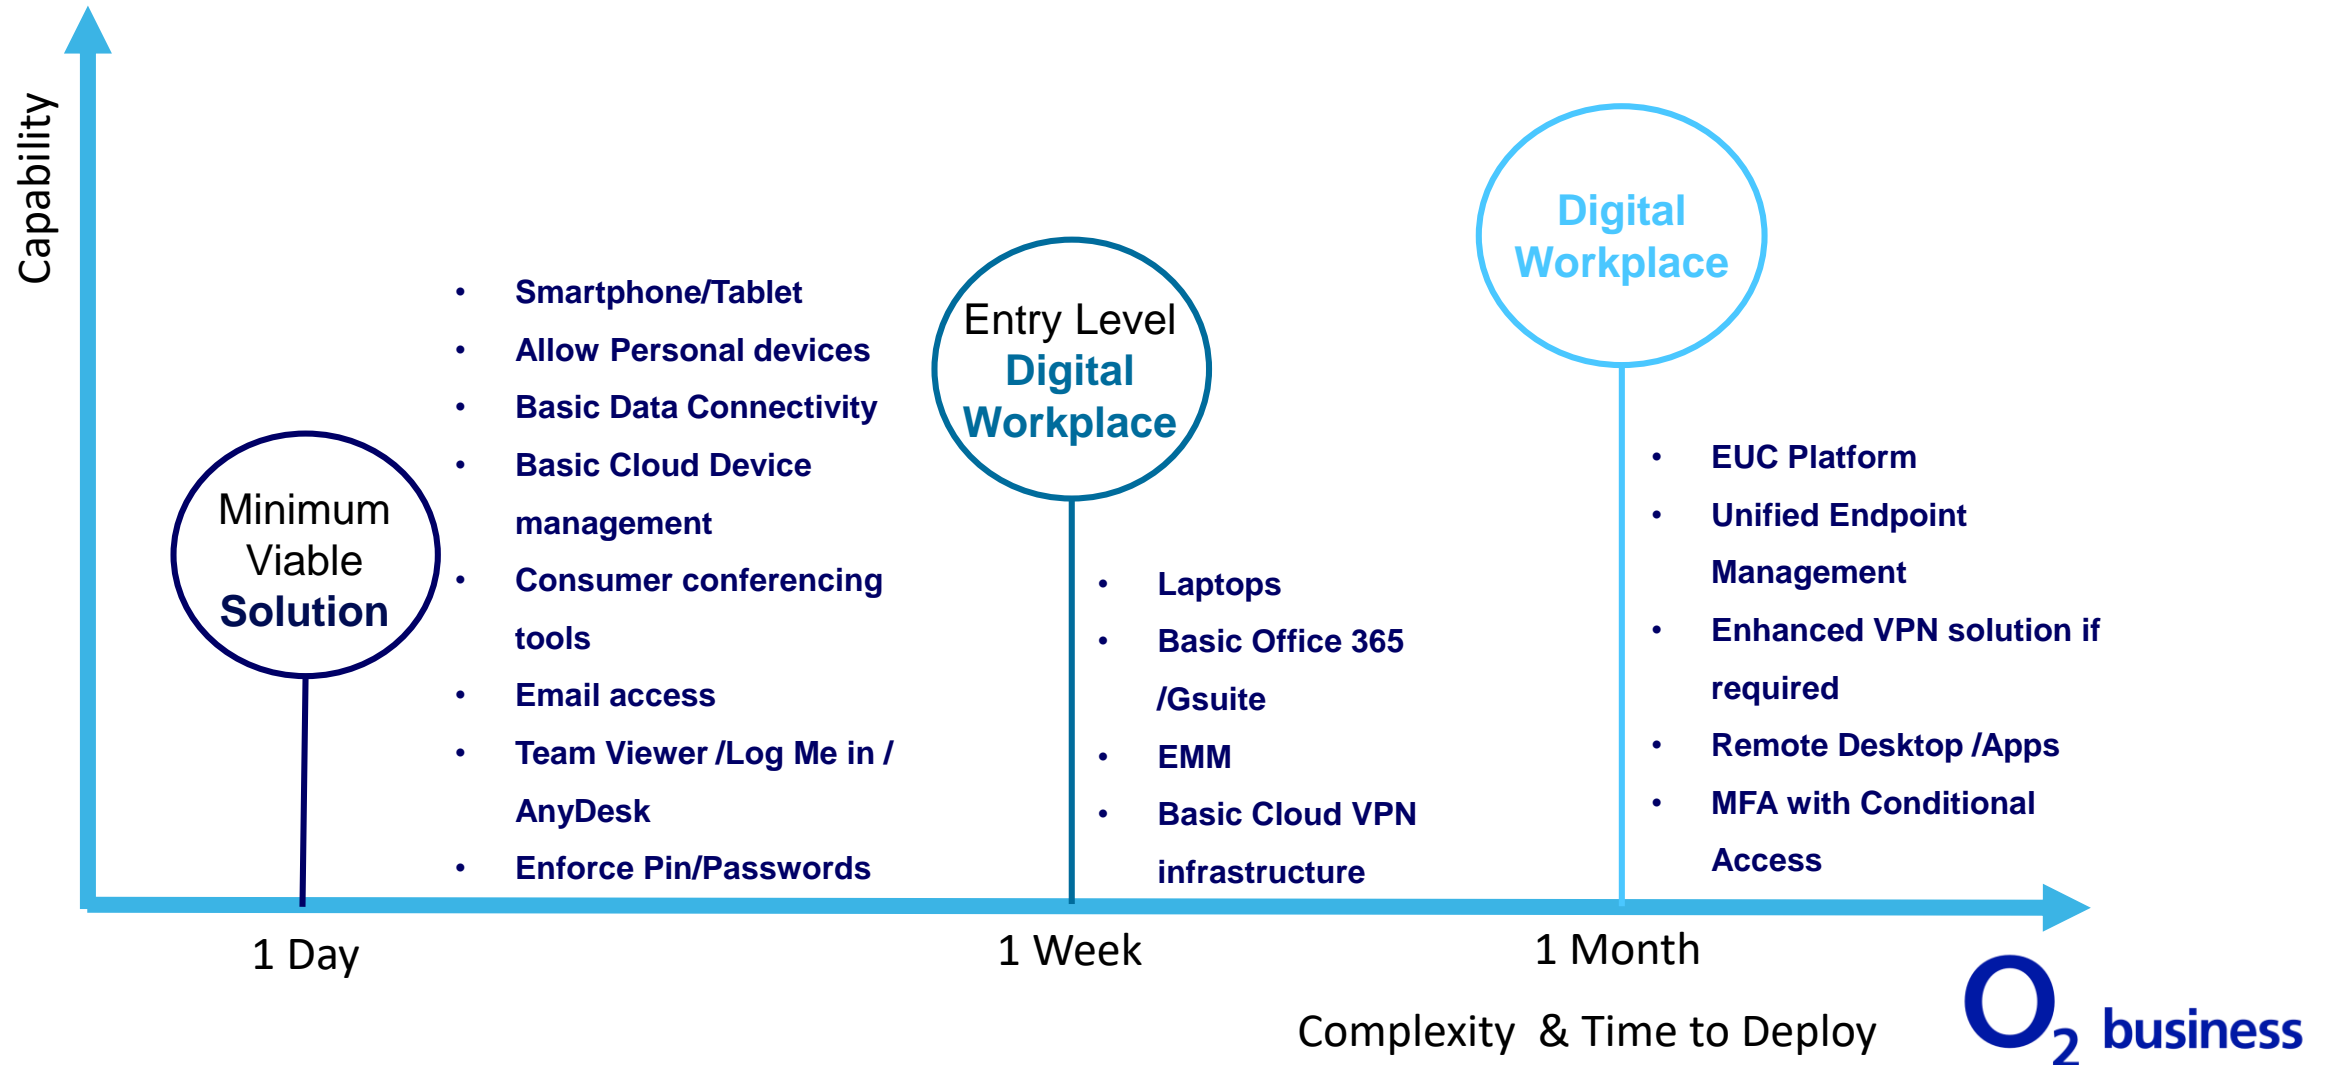 Capability
Minimum
Viable
Solution
• Smartphone/Tablet
• Allow Personal devices
• Basic Data Connectivity
• Basic Cloud Device
management
• Consumer conferencing
tools
• Email access
• Team Viewer /Log Me in /
AnyDesk
• Enforce Pin/Passwords
Entry Level
Digital
Workplace
• Laptops
• Basic Office 365
/Gsuite
• EMM
• Basic Cloud VPN
infrastructure
Digital
Workplace
• EUC Platform
• Unified Endpoint
Management
• Enhanced VPN solution if
required
• Remote Desktop /Apps
• MFA with Conditional
Access
1 Day
1 Week
1 Month
Complexity & Time to Deploy
O2 business